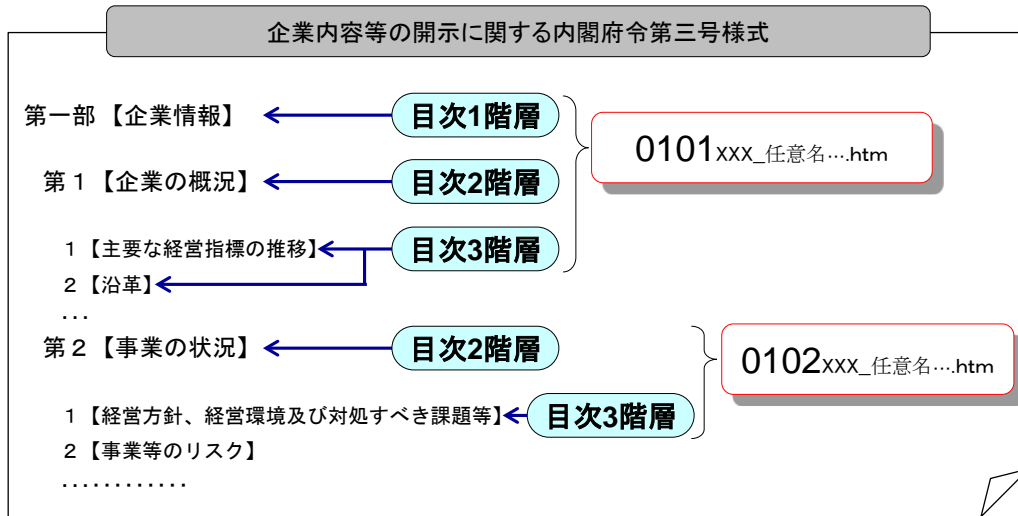 企業内容等の開示に関する内閣府令第三号様式
第一部【企業情報】
目次1階層
0101XXX_任意名….htm
第１【企業の概況】
目次2階層
１【主要な経営指標の推移】
目次3階層
２【沿革】
...
第２【事業の状況】
目次2階層
0102XXX_任意名….htm
１【経営方針、経営環境及び対処すべき課題等】
目次3階層
２【事業等のリスク】
............